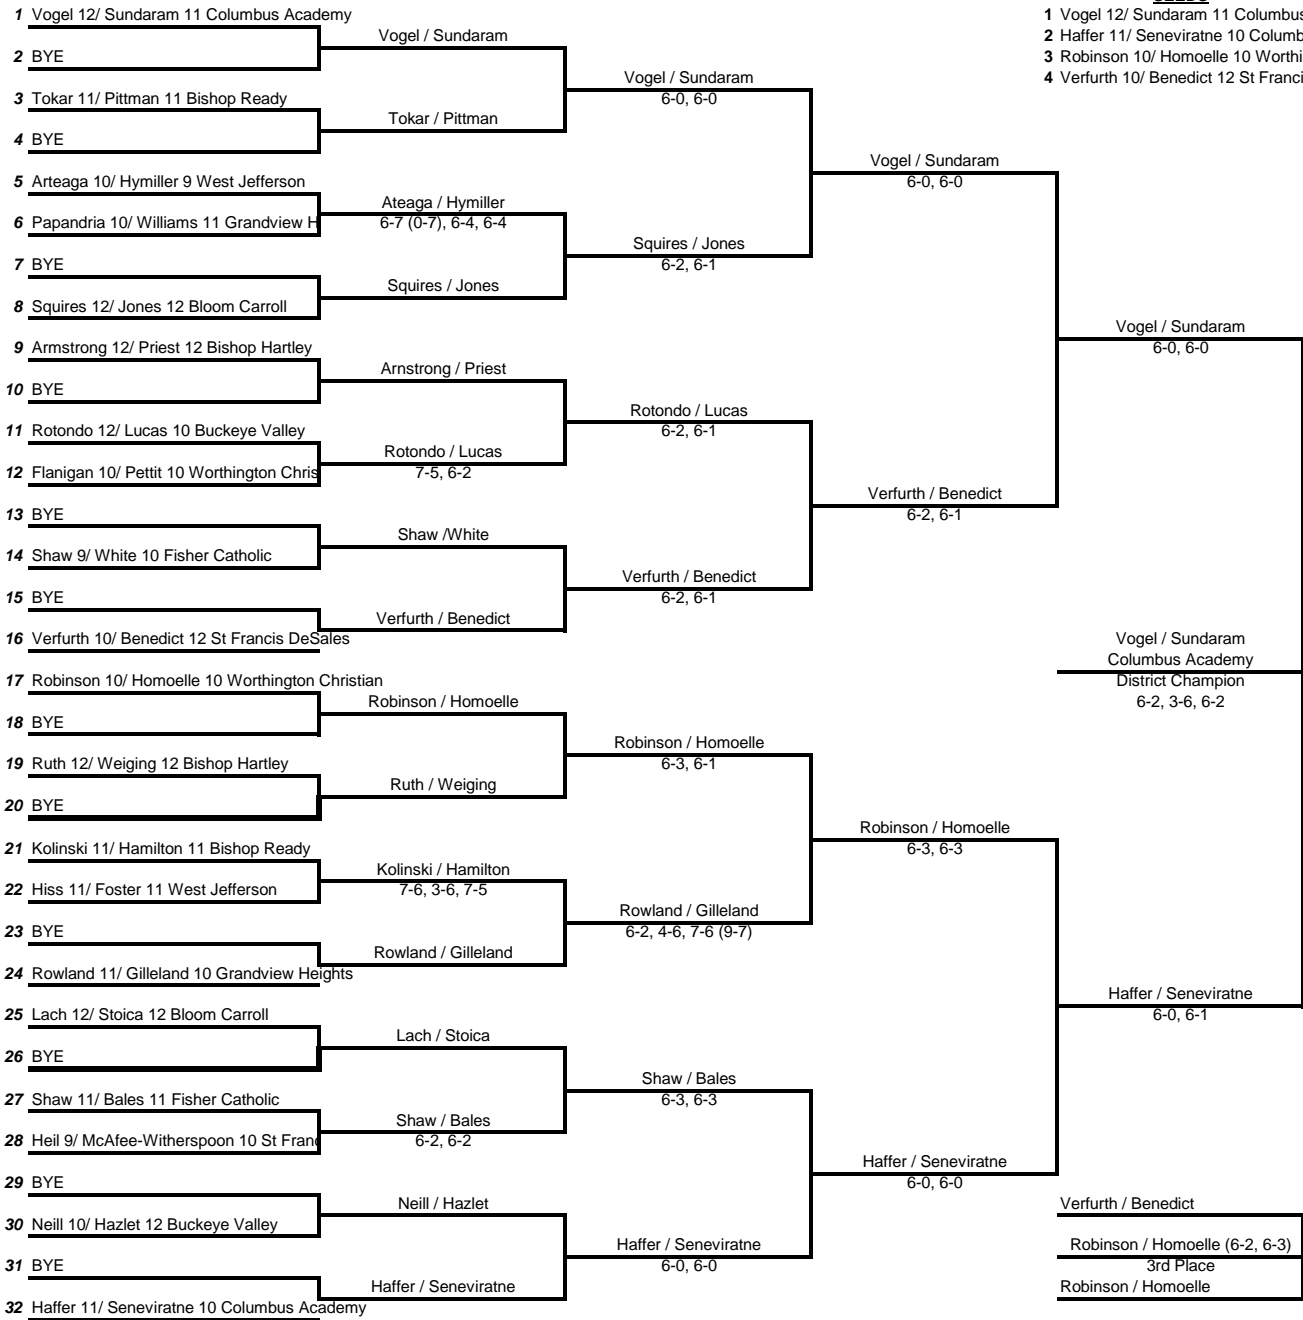 1 Vogel 12/ Sundaram 11 Columbus Academy
2 BYE
3 Tokar 11/ Pittman 11 Bishop Ready
4 BYE
5 Arteaga 10/ Hymiller 9 West Jefferson
6 Papandria 10/ Williams 11 Grandview H
7 BYE
8 Squires 12/ Jones 12 Bloom Carroll
9 Armstrong 12/ Priest 12 Bishop Hartley
10 BYE
11 Rotondo 12/ Lucas 10 Buckeye Valley
12 Flanigan 10/ Pettit 10 Worthington Chris
13 BYE
14 Shaw 9/ White 10 Fisher Catholic
15 BYE
16 Verfurth 10/ Benedict 12 St Francis DeSales
17 Robinson 10/ Homoelle 10 Worthington Christian
18 BYE
19 Ruth 12/ Weiging 12 Bishop Hartley
20 BYE
21 Kolinski 11/ Hamilton 11 Bishop Ready
22 Hiss 11/ Foster 11 West Jefferson
23 BYE
24 Rowland 11/ Gilleland 10 Grandview Heights
25 Lach 12/ Stoica 12 Bloom Carroll
26 BYE
27 Shaw 11/ Bales 11 Fisher Catholic
28 Heil 9/ McAfee-Witherspoon 10 St Franc
29 BYE
30 Neill 10/ Hazlet 12 Buckeye Valley
31 BYE
32 Haffer 11/ Seneviratne 10 Columbus Academy
Vogel / Sundaram
Tokar / Pittman
Ateaga / Hymiller
6-7 (0-7), 6-4, 6-4
Squires / Jones
Arnstrong / Priest
Rotondo / Lucas
7-5, 6-2
Shaw /White
Verfurth / Benedict
Robinson / Homoelle
Ruth / Weiging
Kolinski / Hamilton
7-6, 3-6, 7-5
Rowland / Gilleland
Lach / Stoica
Shaw / Bales
6-2, 6-2
Neill / Hazlet
Haffer / Seneviratne
Vogel / Sundaram
6-0, 6-0
Squires / Jones
6-2, 6-1
Rotondo / Lucas
6-2, 6-1
Verfurth / Benedict
6-2, 6-1
Robinson / Homoelle
6-3, 6-1
Rowland / Gilleland
6-2, 4-6, 7-6 (9-7)
Shaw / Bales
6-3, 6-3
Haffer / Seneviratne
6-0, 6-0
Vogel / Sundaram
6-0, 6-0
Verfurth / Benedict
6-2, 6-1
Robinson / Homoelle
6-3, 6-3
Haffer / Seneviratne
6-0, 6-0
1 Vogel 12/ Sundaram 11 Columbus
2 Haffer 11/ Seneviratne 10 Columb
3 Robinson 10/ Homoelle 10 Worthi
4 Verfurth 10/ Benedict 12 St Franci
Vogel / Sundaram
6-0, 6-0
Vogel / Sundaram
Columbus Academy
District Champion
6-2, 3-6, 6-2
Haffer / Seneviratne
6-0, 6-1
Verfurth / Benedict
Robinson / Homoelle (6-2, 6-3)
3rd Place
Robinson / Homoelle